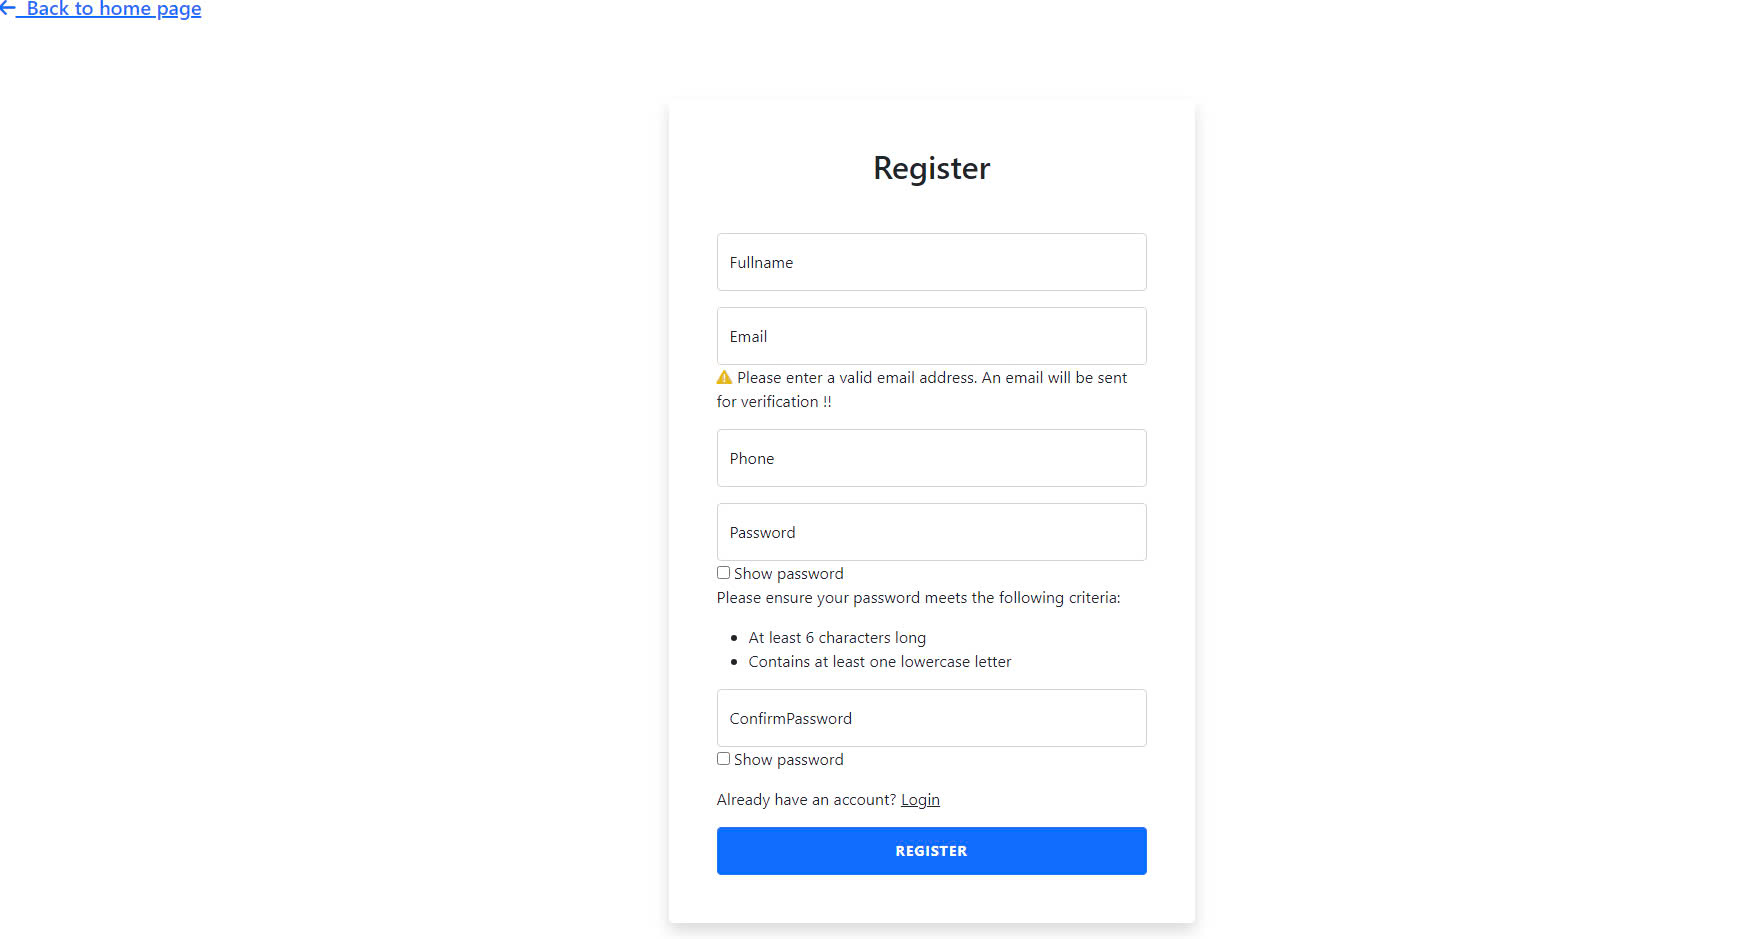 Back to home page
Register
Fullname
Email
Please enter a valid email address. An email will be sent
for verification !!
Phone
Password
Show password
Please ensure your password meets the following criteria:
At least 6 characters long
Contains at least one lowercase letter
ConfirmPassword
Show password
Already have an account? Login
REGISTER